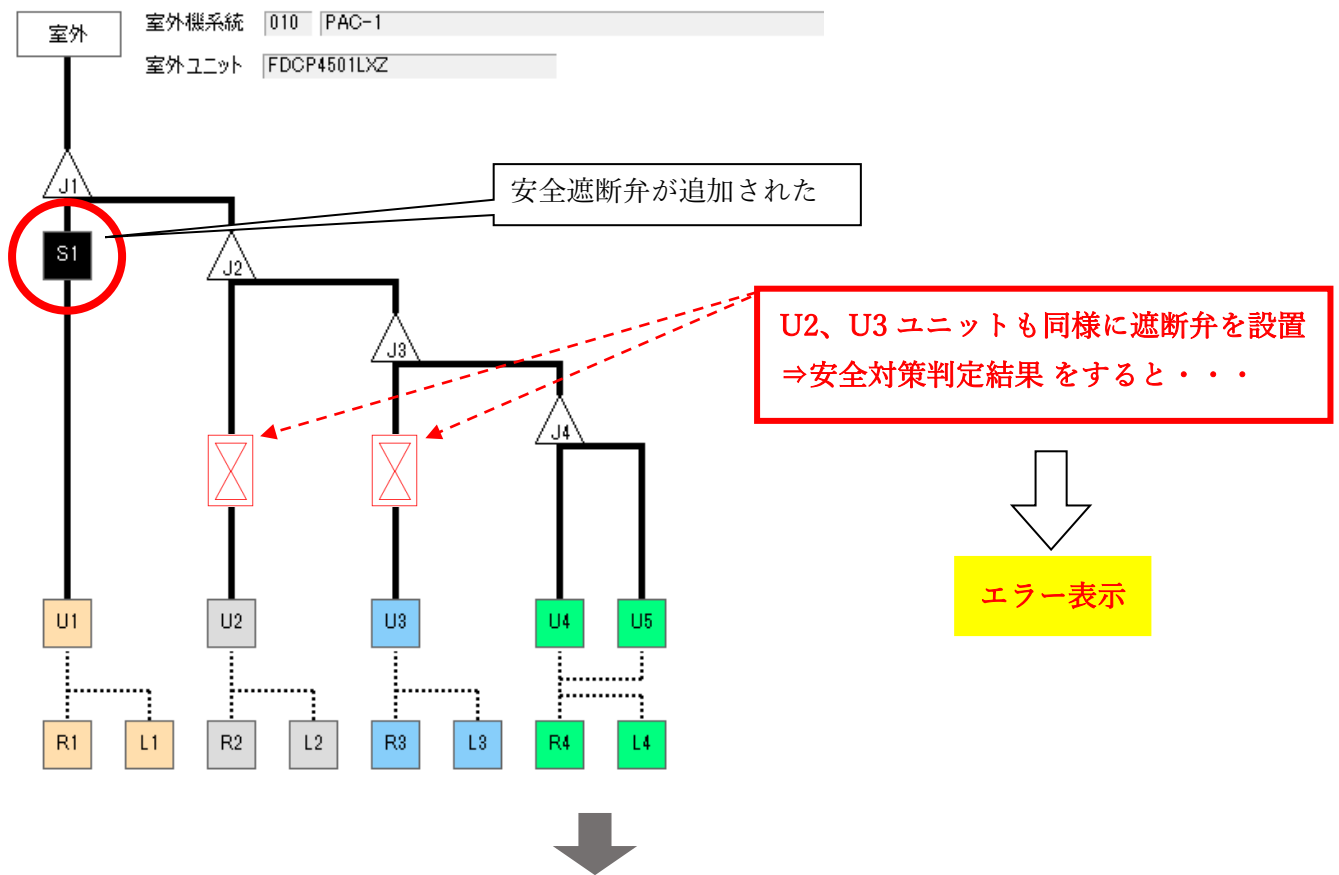 室外
室外機系統 010 PAC-1
室外ユニット FDCP4501LXZ
J1
安全遮断弁が追加された
S1
J2
U2、U3 ユニットも同様に遮断弁を設置
⇒安全対策判定結果 をすると・・・
J3
J4
エラー表示
U1 U2 U3 U4 U5
R1 L1 R2 L2 R3 L3 R4 L4